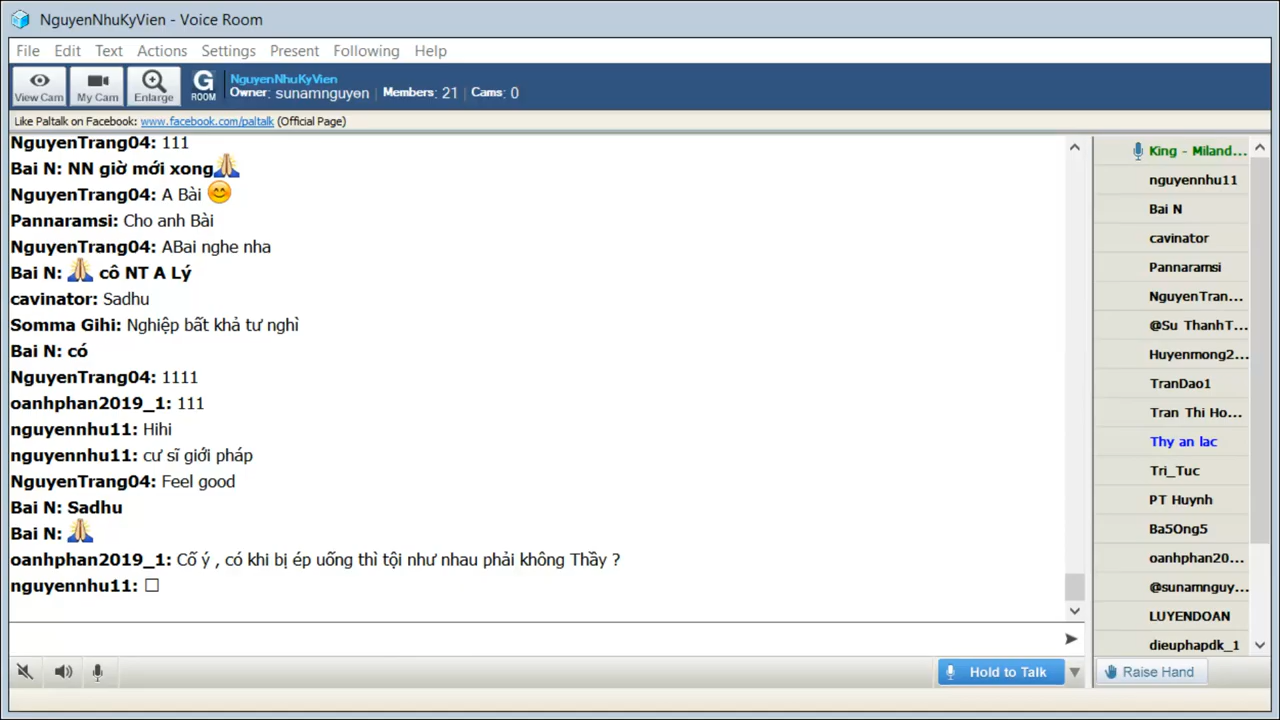 NguyenNhuKyVien - Voice Room
File Edit Text Actions Settings Present Following Help
View Cam My Cam Enlarge G ROOM
NguyenNhuKyVien
Owner: sunamnguyen | Members: 21 | Cams: 0
Like Paltalk on Facebook: www.facebook.com/paltalk (Official Page)
NguyenTrang04: 111
Bai N: NN giờ mới xong🙏
NguyenTrang04: A Bài 😊
Pannaramsi: Cho anh Bài
NguyenTrang04: ABai nghe nha
Bai N: 🙏 cô NT A Lý
cavinator: Sadhu
Somma Gihi: Nghiệp bất khả tư nghì
Bai N: có
NguyenTrang04: 1111
oanhphan2019_1: 111
nguyennhu11: Hihi
nguyennhu11: cư sĩ giới pháp
NguyenTrang04: Feel good
Bai N: Sadhu
Bai N: 🙏
oanhphan2019_1: Cố ý , có khi bị ép uống thì tội như nhau phải không Thầy ?
nguyennhu11: □
King - Miland...
nguyennhu11
Bai N
cavinator
Pannaramsi
NguyenTran...
@Su ThanhT...
Huyenmong2...
TranDao1
Tran Thi Ho...
Thy an lac
Tri_Tuc
PT Huynh
Ba5Ong5
oanhphan20...
@sunamnguy...
LUYENDOAN
dieuphapdk_1
Hold to Talk
Raise Hand